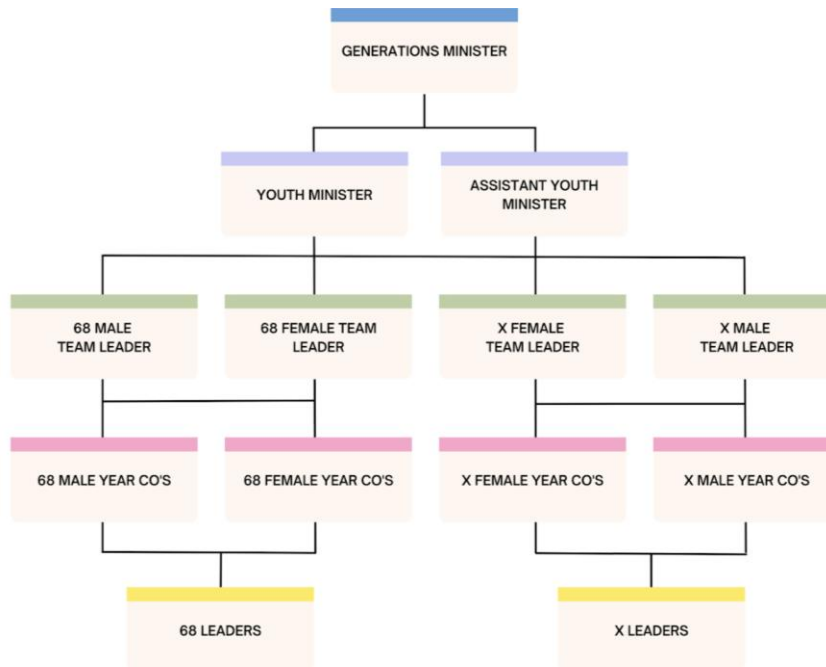 GENERATIONS MINISTER
YOUTH MINISTER
ASSISTANT YOUTH
MINISTER
68 MALE
TEAM LEADER
68 FEMALE TEAM
LEADER
X FEMALE
TEAM LEADER
X MALE
TEAM LEADER
68 MALE YEAR CO'S
68 FEMALE YEAR CO'S
X FEMALE YEAR CO'S
X MALE YEAR CO'S
68 LEADERS
X LEADERS